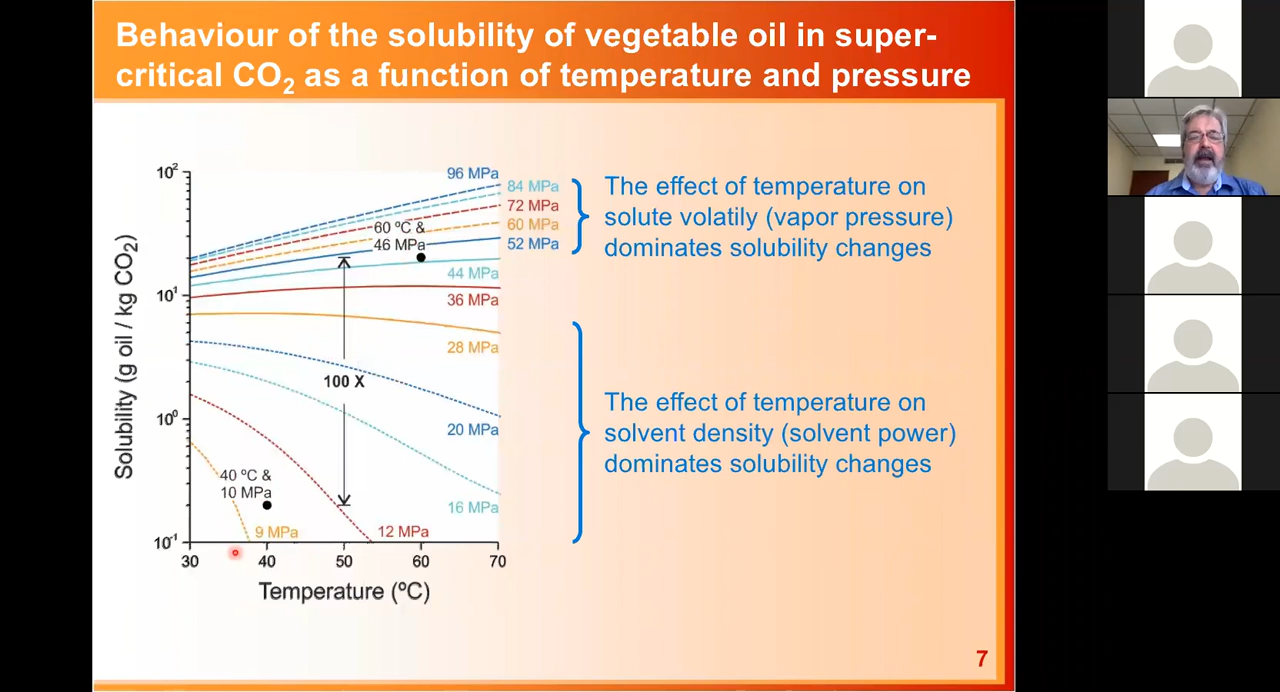 Behaviour of the solubility of vegetable oil in super-
critical CO₂ as a function of temperature and pressure
Solubility (g oil / kg CO₂)
10²
10¹
10⁰
10⁻¹
96 MPa
84 MPa
72 MPa
60 MPa
52 MPa
44 MPa
36 MPa
28 MPa
20 MPa
16 MPa
12 MPa
9 MPa
60 ºC &
46 MPa
100 X
40 ºC &
10 MPa
30
40
50
60
70
Temperature (ºC)
The effect of temperature on
solute volatily (vapor pressure)
dominates solubility changes
The effect of temperature on
solvent density (solvent power)
dominates solubility changes
7